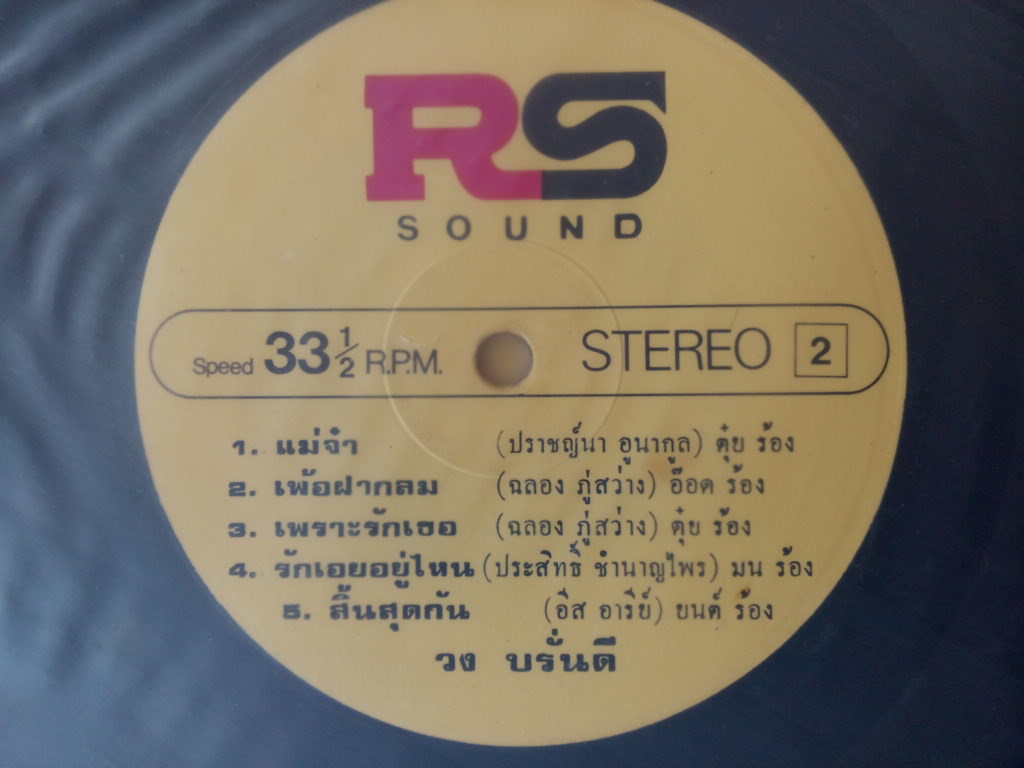 RS
SOUND
Speed 33 1/2 R.P.M. STEREO 2
1. แม่จ๋า (ปราชญ์นา อูนากูล) ตุ๋ย ร้อง
2. เพ้อฝากลม (ฉลอง ภู่สว่าง) อ๊อด ร้อง
3. เพราะรักเธอ (ฉลอง ภู่สว่าง) ตุ๋ย ร้อง
4. รักเอยอยู่ไหน (ประสิทธิ์ ชำนาญไพร) มน ร้อง
5. สิ้นสุดกัน (อิส อารีย์) ยนต์ ร้อง
วง บรั่นดี